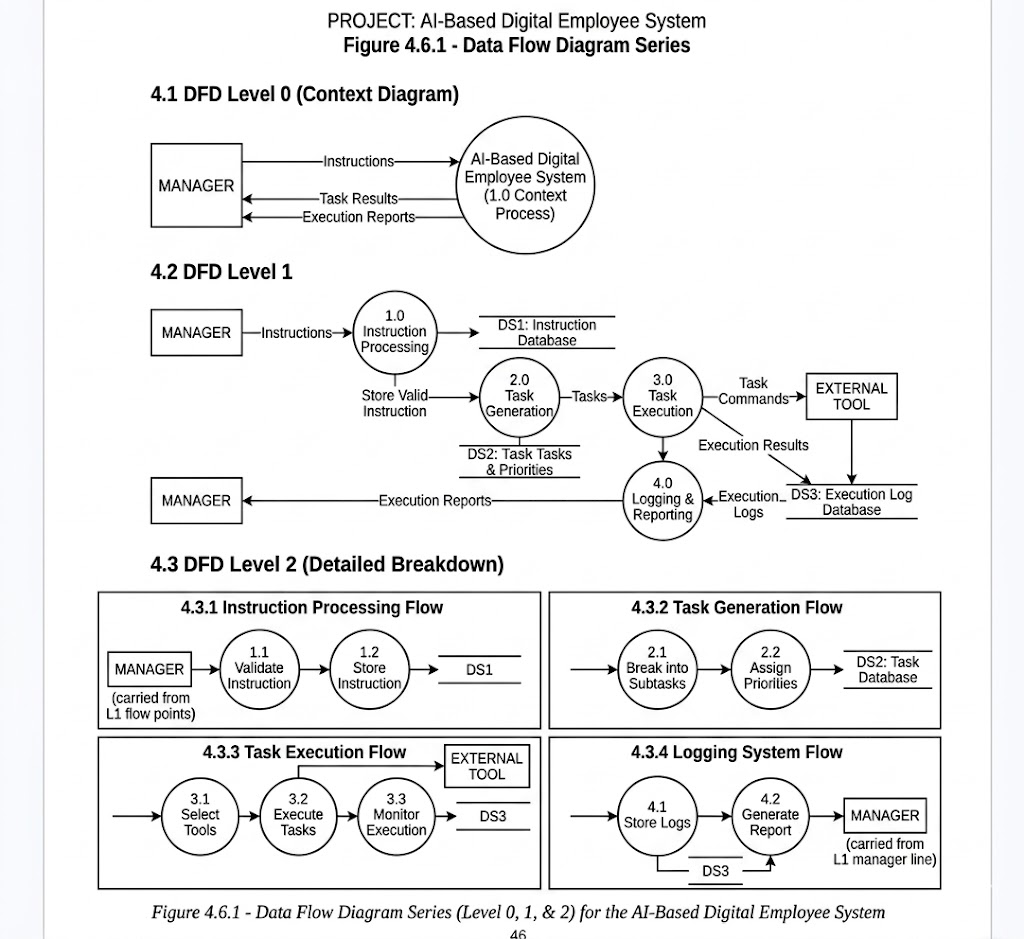 PROJECT: AI-Based Digital Employee System
Figure 4.6.1 - Data Flow Diagram Series
4.1 DFD Level 0 (Context Diagram)
MANAGER
Instructions
Task Results
Execution Reports
AI-Based Digital
Employee System
(1.0 Context
Process)
4.2 DFD Level 1
MANAGER
Instructions
1.0
Instruction
Processing
DS1: Instruction
Database
Store Valid
Instruction
2.0
Task
Generation
DS2: Task Tasks
& Priorities
Tasks
3.0
Task
Execution
Task
Commands
EXTERNAL
TOOL
Execution Results
MANAGER
Execution Reports
4.0
Logging &
Reporting
Execution
Logs
DS3: Execution Log
Database
4.3 DFD Level 2 (Detailed Breakdown)
4.3.1 Instruction Processing Flow
MANAGER
(carried from
L1 flow points)
1.1
Validate
Instruction
1.2
Store
Instruction
DS1
4.3.2 Task Generation Flow
2.1
Break into
Subtasks
2.2
Assign
Priorities
DS2: Task
Database
4.3.3 Task Execution Flow
EXTERNAL
TOOL
3.1
Select
Tools
3.2
Execute
Tasks
3.3
Monitor
Execution
DS3
4.3.4 Logging System Flow
4.1
Store Logs
4.2
Generate
Report
DS3
MANAGER
(carried from
L1 manager line)
Figure 4.6.1 - Data Flow Diagram Series (Level 0, 1, & 2) for the AI-Based Digital Employee System
46